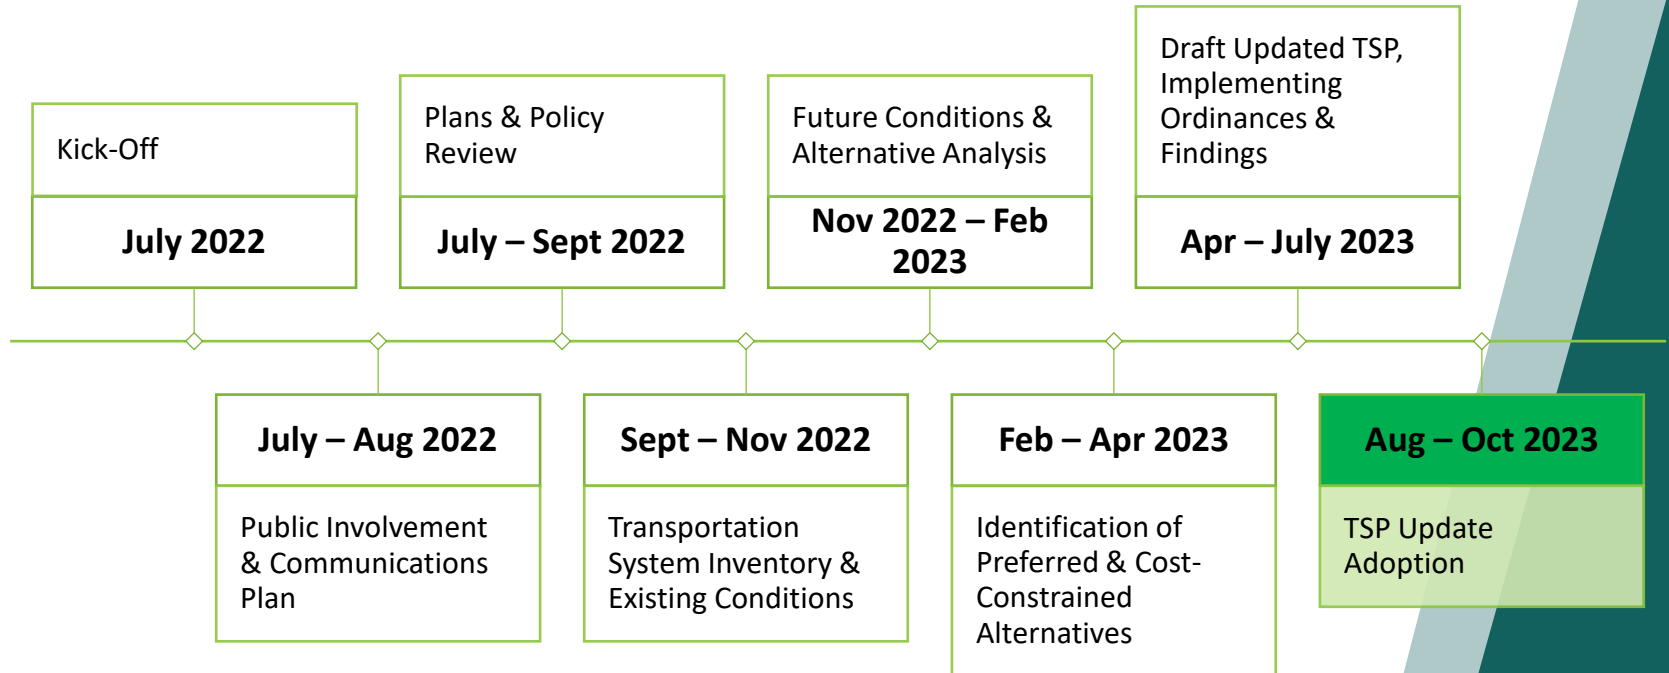 Kick-Off
July 2022
July – Aug 2022
Public Involvement
& Communications
Plan
Plans & Policy
Review
July – Sept 2022
Sept – Nov 2022
Transportation
System Inventory &
Existing Conditions
Future Conditions &
Alternative Analysis
Nov 2022 – Feb
2023
Feb – Apr 2023
Identification of
Preferred & Cost-
Constrained
Alternatives
Draft Updated TSP,
Implementing
Ordinances &
Findings
Apr – July 2023
Aug – Oct 2023
TSP Update
Adoption